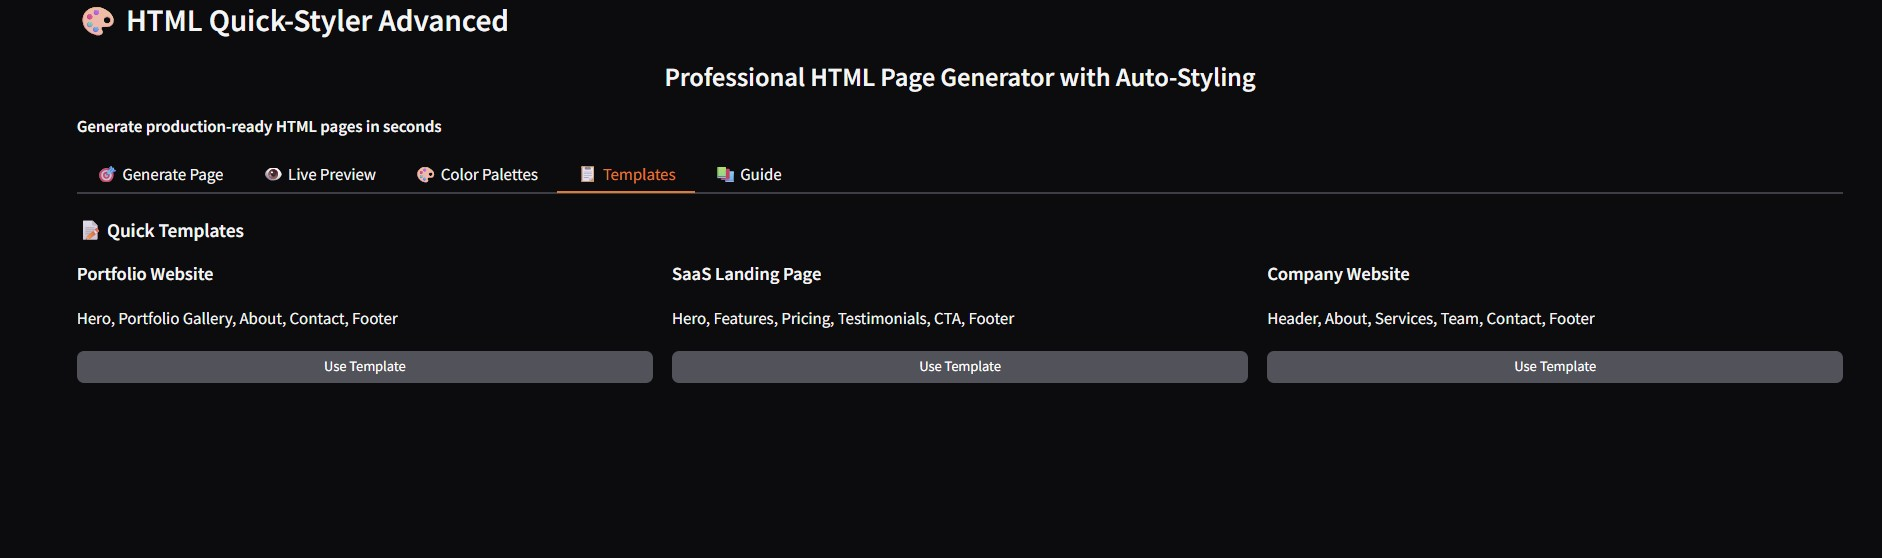 HTML Quick-Styler Advanced
Professional HTML Page Generator with Auto-Styling
Generate production-ready HTML pages in seconds
Generate Page Live Preview Color Palettes Templates Guide
Quick Templates
Portfolio Website
Hero, Portfolio Gallery, About, Contact, Footer
Use Template
SaaS Landing Page
Hero, Features, Pricing, Testimonials, CTA, Footer
Use Template
Company Website
Header, About, Services, Team, Contact, Footer
Use Template